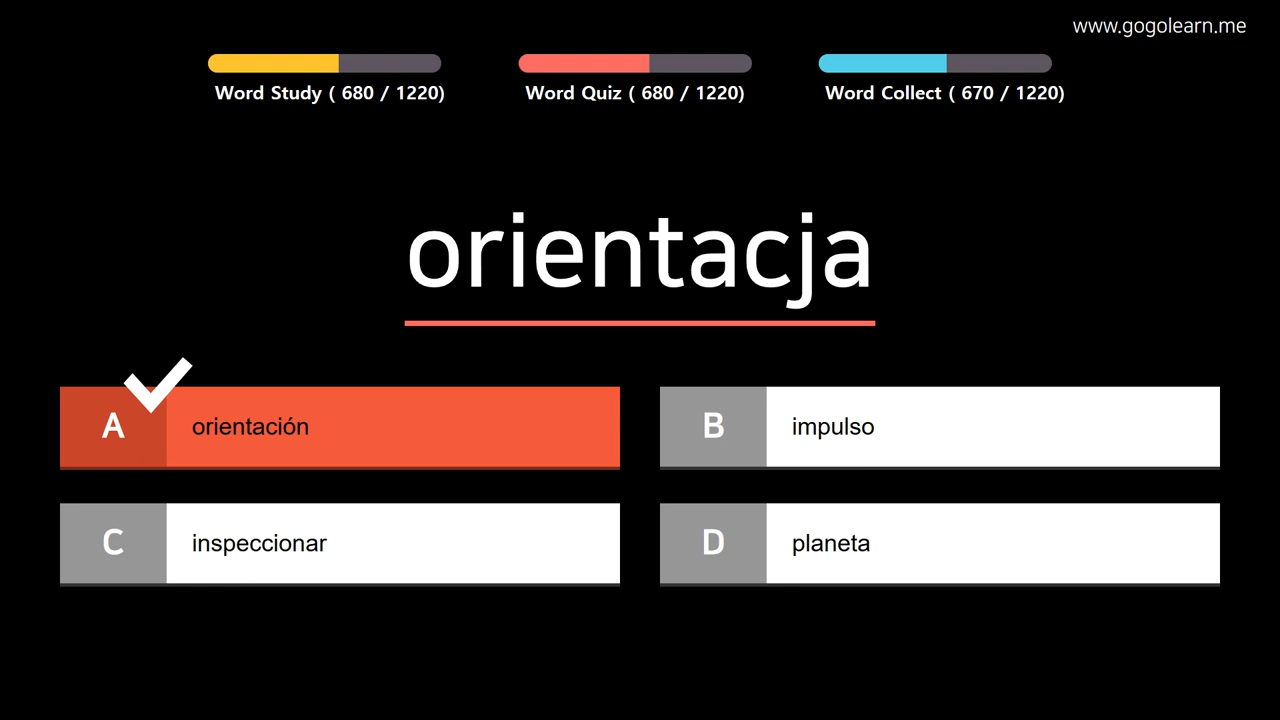 www.gogolearn.me
Word Study ( 680 / 1220)
Word Quiz ( 680 / 1220)
Word Collect ( 670 / 1220)
orientacja
A orientación
B impulso
C inspeccionar
D planeta